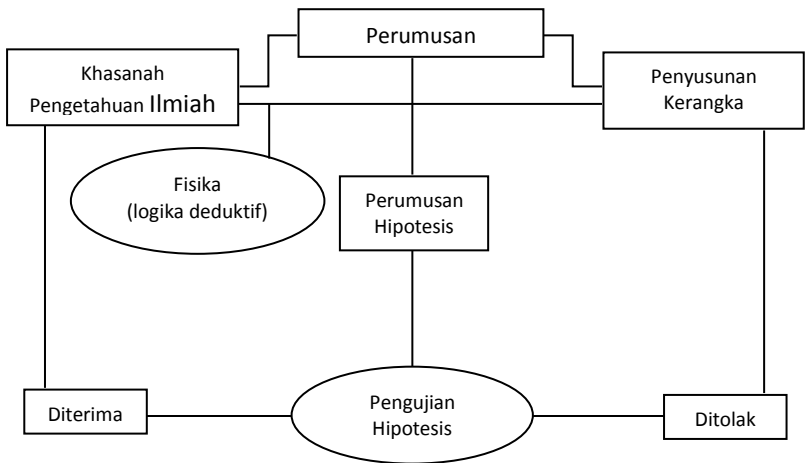 Perumusan
Khasanah
Pengetahuan Ilmiah
Penyusunan
Kerangka
Fisika
(logika deduktif)
Perumusan
Hipotesis
Diterima
Pengujian
Hipotesis
Ditolak